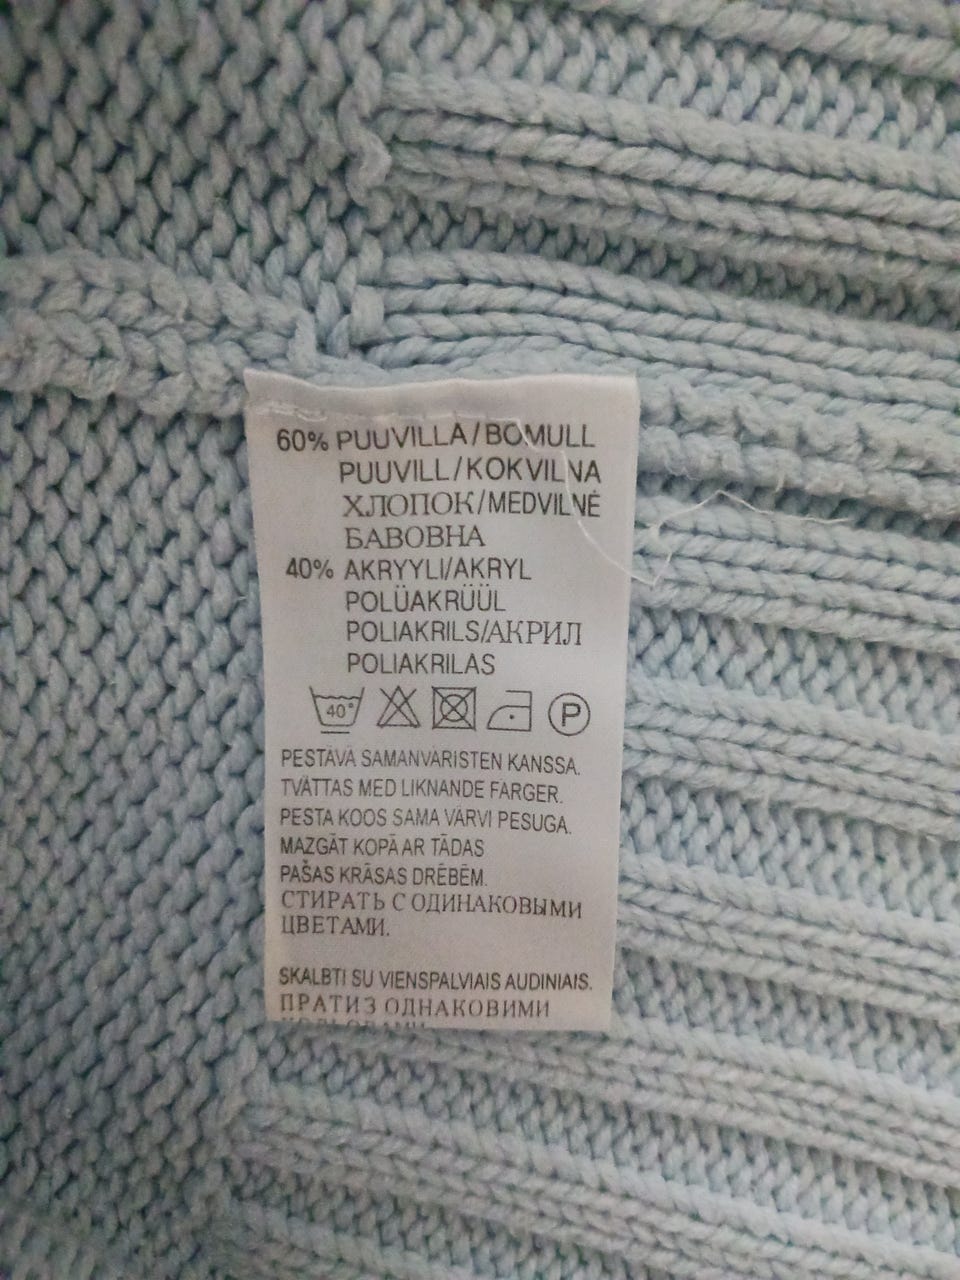 60% PUUVILLA/BOMULL
PUUVILL/KOKVILNA
ХЛОПОК/MEDVILNĖ
БАВОВНА
40% AKRYYLI/AKRYL
POLÜAKRÜÜL
POLIAKRILS/АКРИЛ
POLIAKRILAS
40°
P
PESTÄVÄ SAMANVÄRISTEN KANSSA.
TVÄTTAS MED LIKNANDE FÄRGER.
PESTA KOOS SAMA VÄRVI PESUGA.
MAZGĀT KOPĀ AR TĀDAS
PAŠAS KRĀSAS DRĒBĒM.
СТИРАТЬ С ОДИНАКОВЫМИ
ЦВЕТАМИ.
SKALBTI SU VIENSPALVIAIS AUDINIAIS.
ПРАТИ З ОДНАКОВИМИ